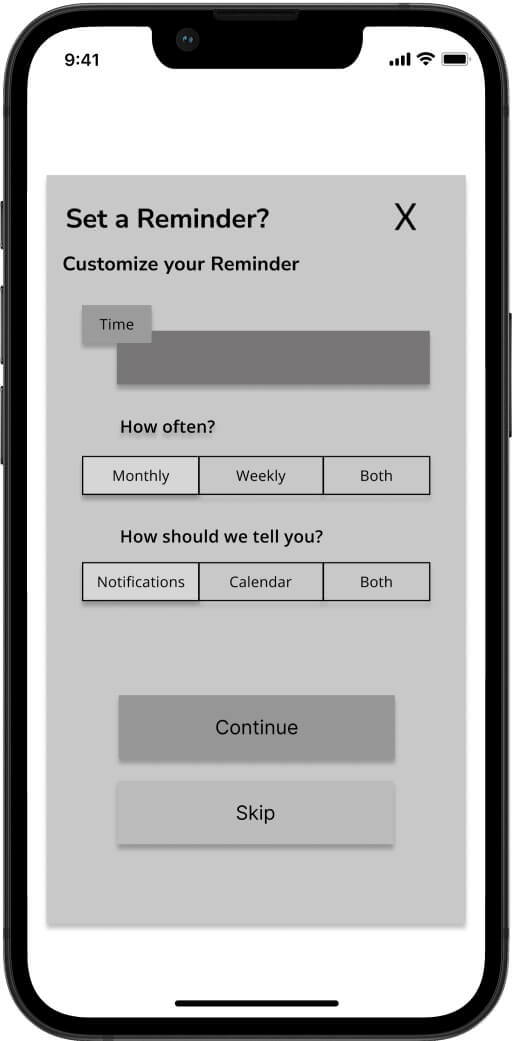 9:41
Set a Reminder? X
Customize your Reminder
Time
How often?
Monthly Weekly Both
How should we tell you?
Notifications Calendar Both
Continue
Skip